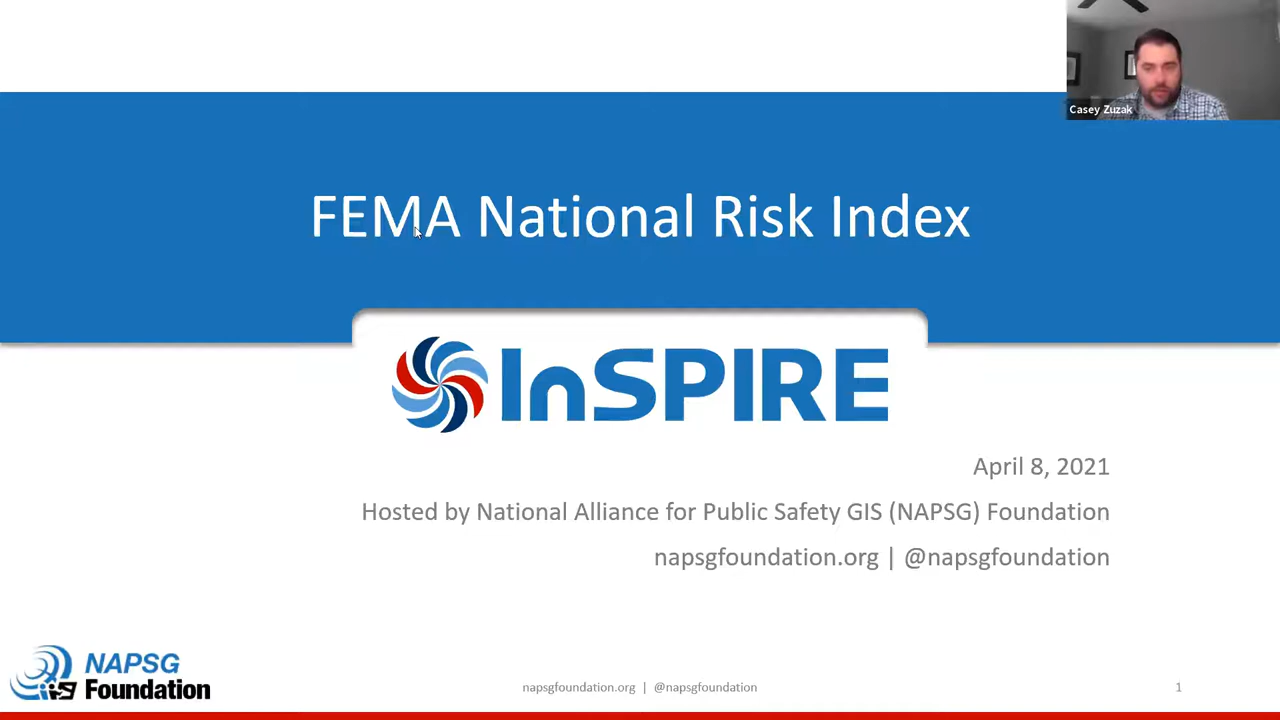 Casey Zuzak
FEMA National Risk Index
InSPIRE
April 8, 2021
Hosted by National Alliance for Public Safety GIS (NAPSG) Foundation
napsgfoundation.org | @napsgfoundation
NAPSG
Foundation
napsgfoundation.org | @napsgfoundation
1